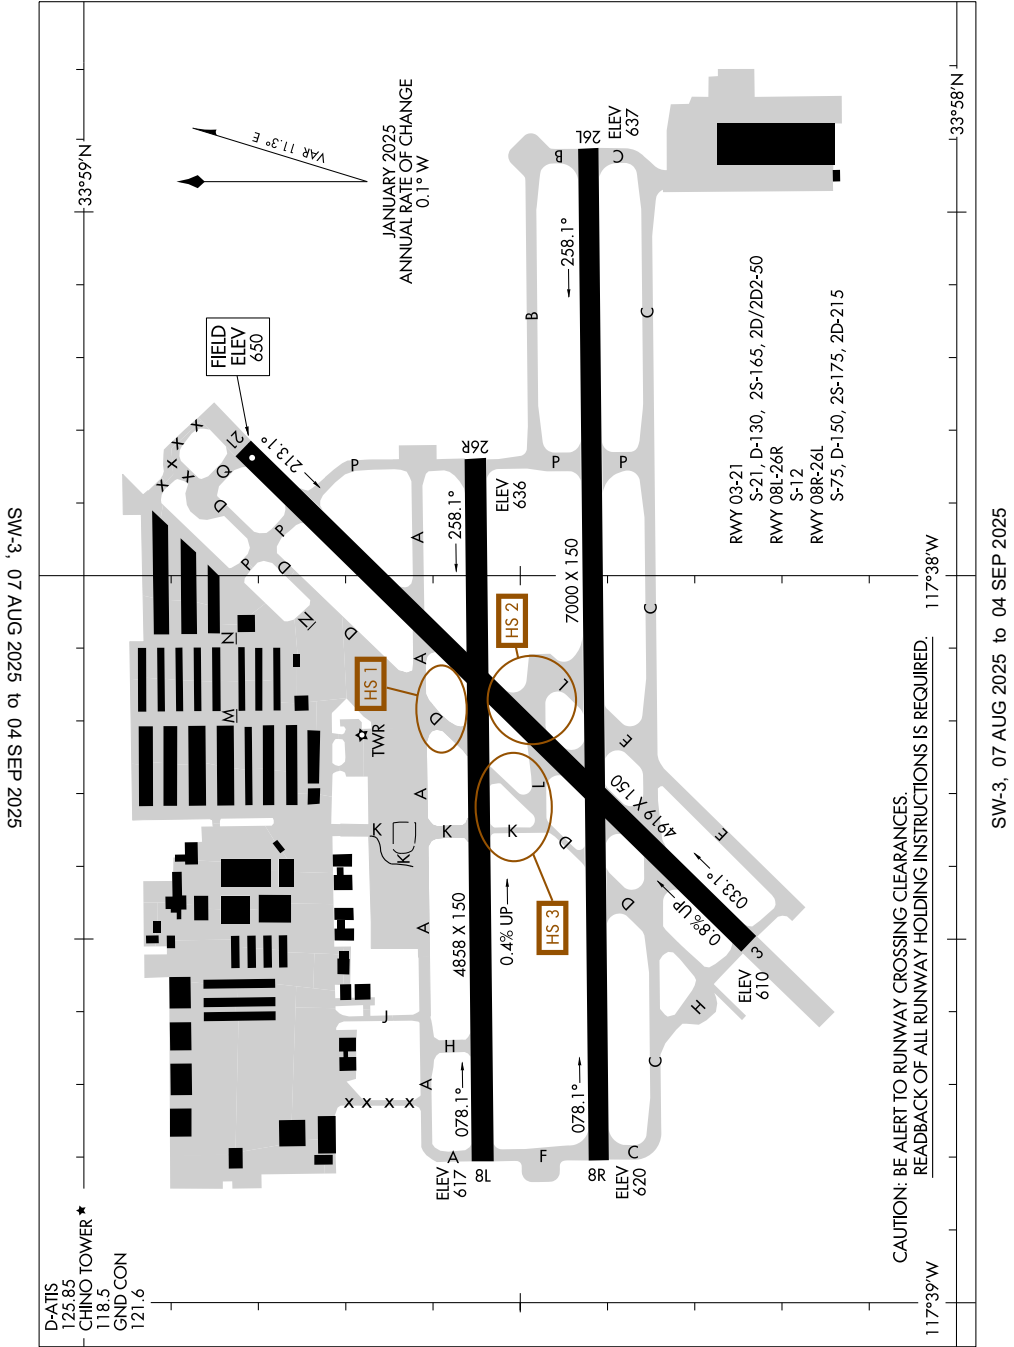 D-ATIS
125.85
CHINO TOWER
118.5
GND CON
121.6
33°59'N
33°58'N
VAR 11.3° E
JANUARY 2025
ANNUAL RATE OF CHANGE
0.1° W
FIELD
ELEV
650
21
213.1°
Q
D
P
P
D
N
N
W
D
P
A
26R
ELEV
636
258.1°
P
P
B
B
C
26L
ELEV
637
258.1°
C
C
7000 X 150
RWY 03-21
S-21, D-130, 2S-165, 2D/2D2-50
RWY 08L-26R
S-12
RWY 08R-26L
S-75, D-150, 2S-175, 2D-215
HS 1
HS 2
HS 3
TWR
A
D
L
L
A
K
K
K
K
D
E
E
4919 X 150
033.1°
0.8% UP
D
3
ELEV
610
H
C
A
4858 X 150
0.4% UP
J
H
A
078.1°
078.1°
A
ELEV
617
8L
F
8R
C
ELEV
620
X X X X
X X X X X
117°38'W
117°39'W
CAUTION: BE ALERT TO RUNWAY CROSSING CLEARANCES.
READBACK OF ALL RUNWAY HOLDING INSTRUCTIONS IS REQUIRED.
SW-3, 07 AUG 2025 to 04 SEP 2025
SW-3, 07 AUG 2025 to 04 SEP 2025